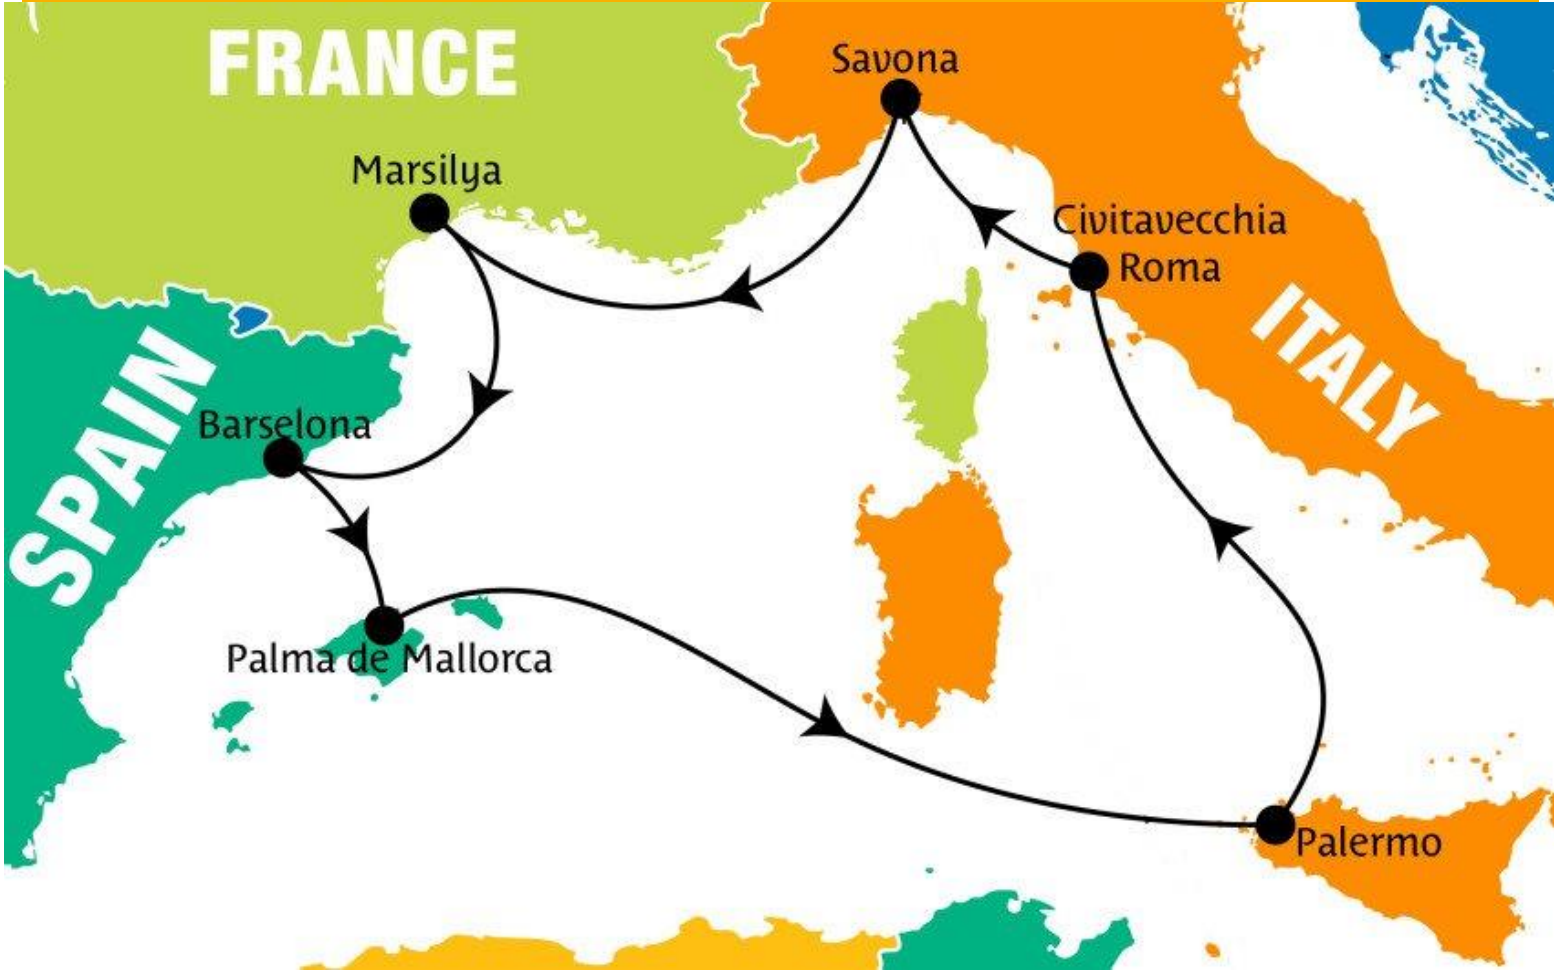 FRANCE
Savona
Marsilya
Civitavecchia
Roma
ITALY
SPAIN
Barselona
Palma de Mallorca
Palermo